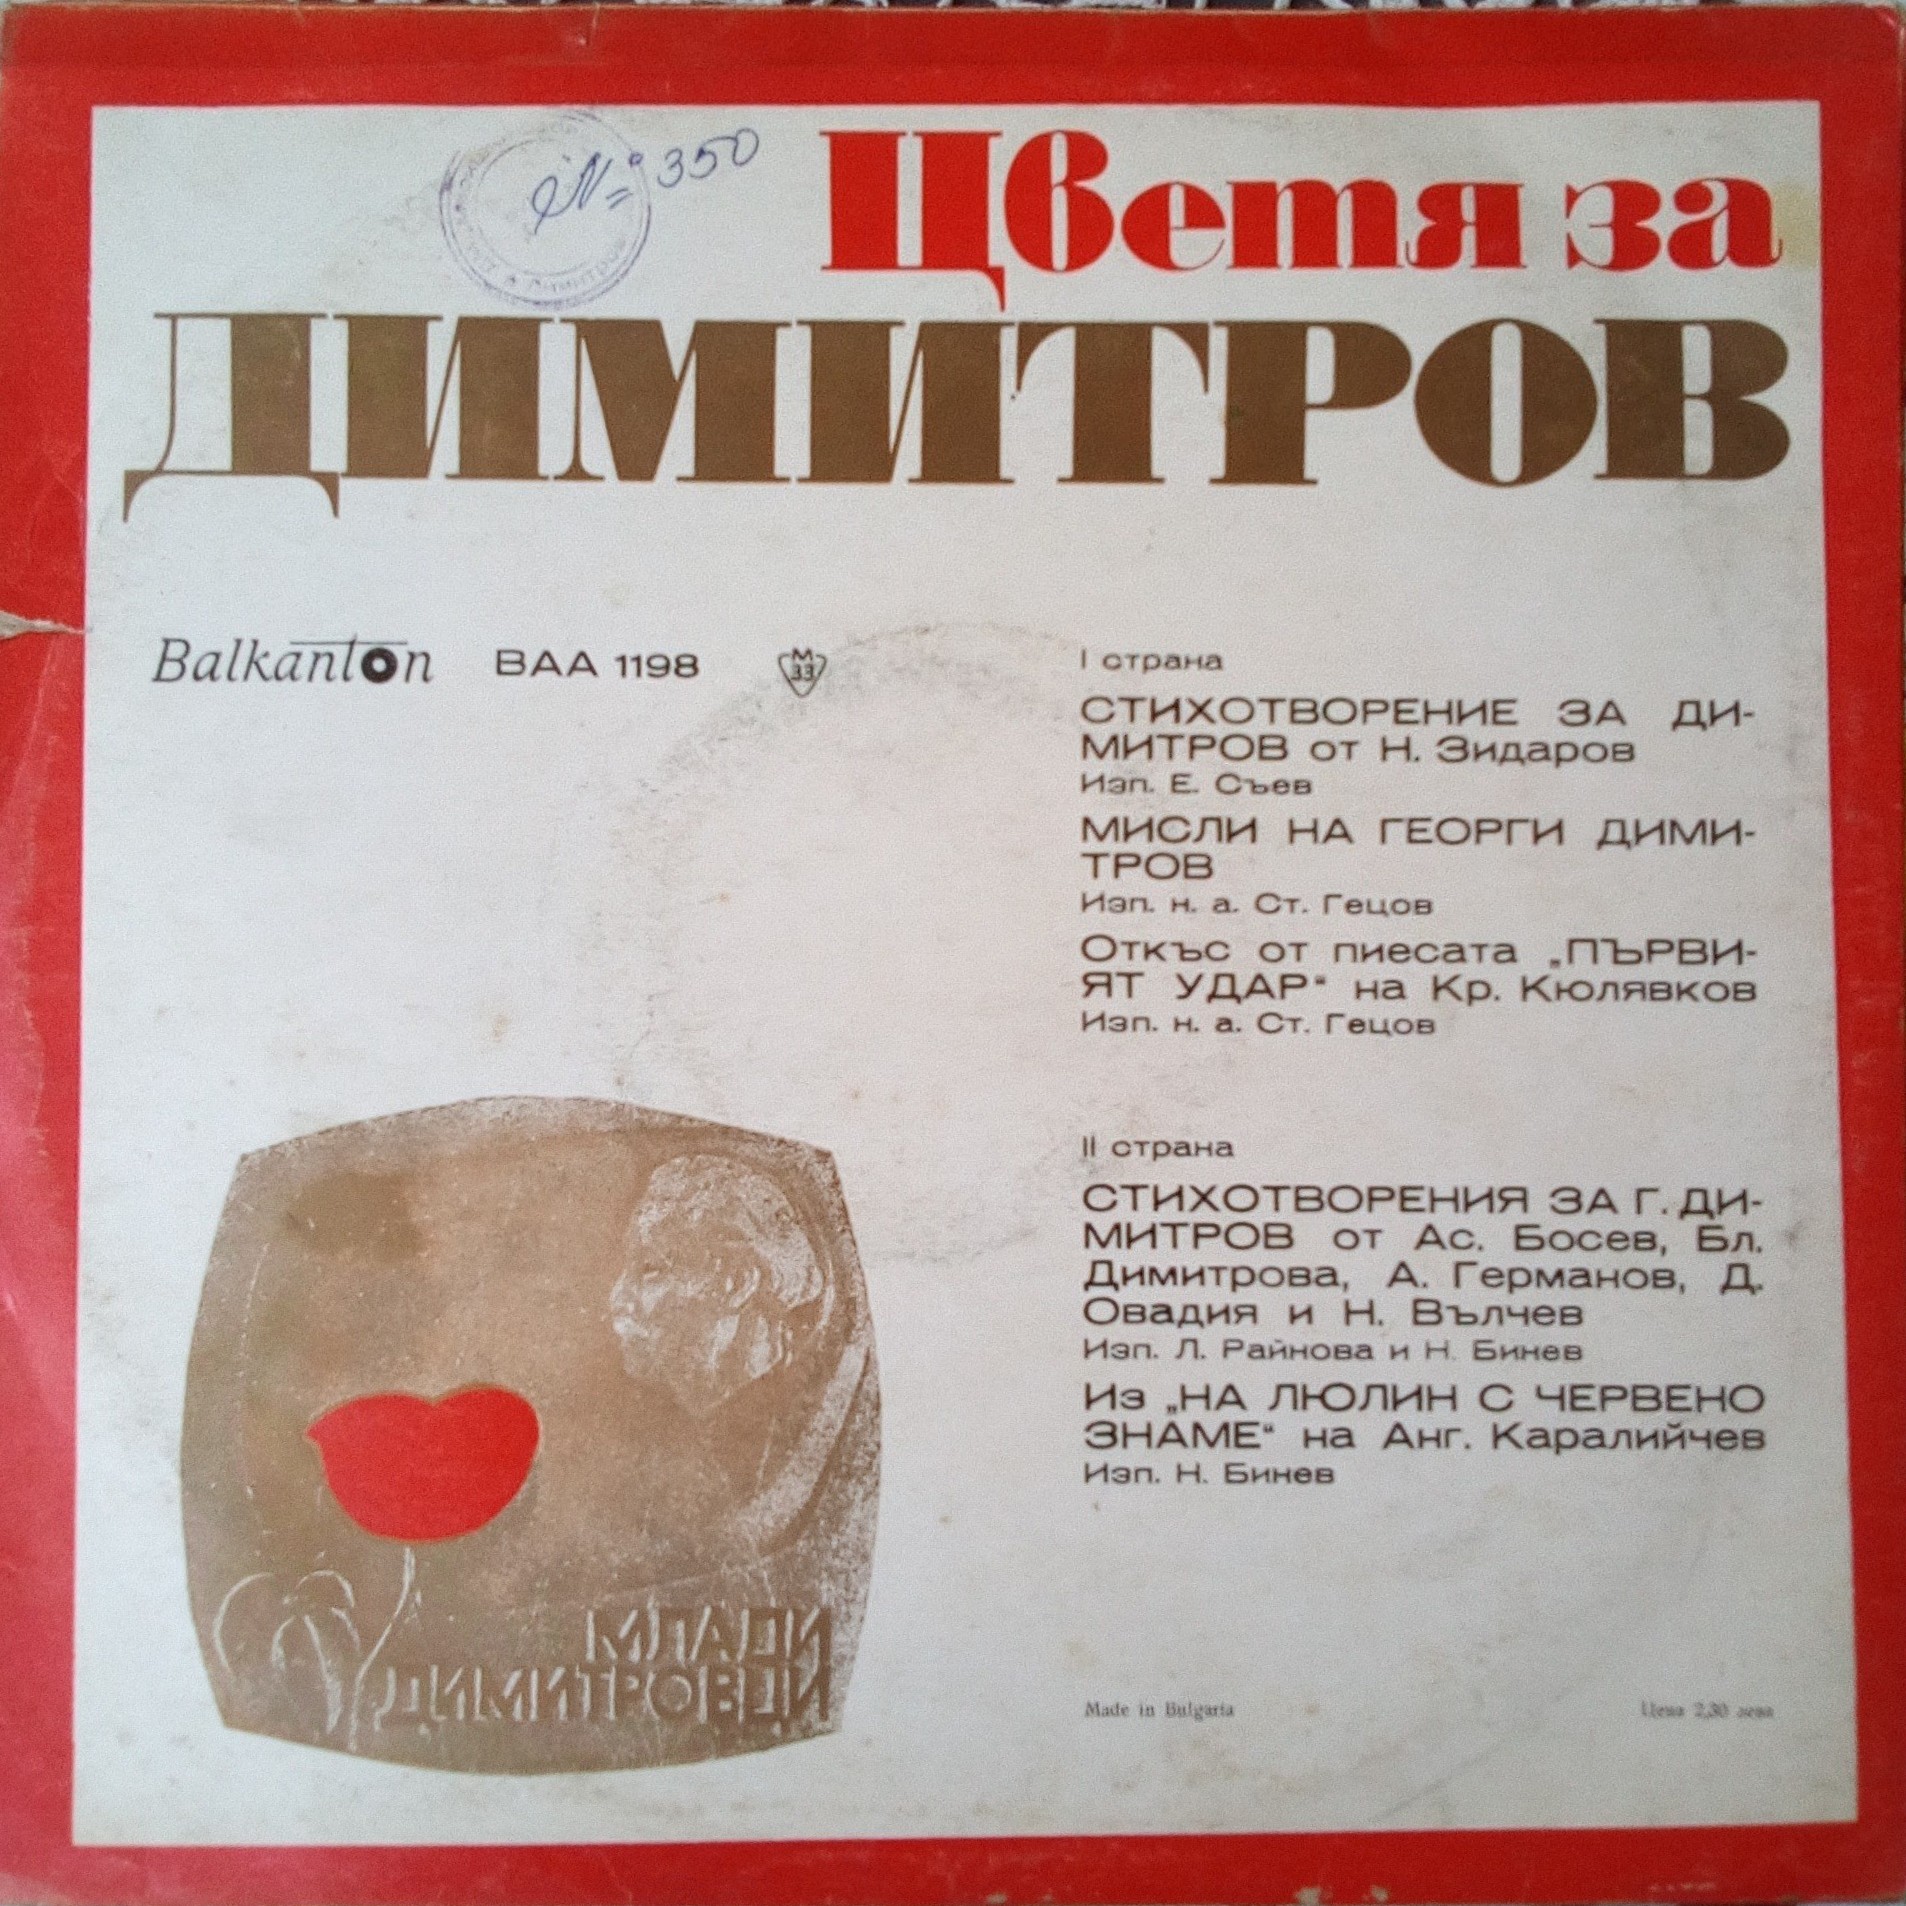 № 350
ДИМИТРОВ
Цветя за
ДИМИТРОВ
Balkanton ВАА 1198 М 33
I страна
СТИХОТВОРЕНИЕ ЗА ДИ-
МИТРОВ от Н. Зидаров
Изп. Е. Съев
МИСЛИ НА ГЕОРГИ ДИМИ-
ТРОВ
Изп. н. а. Ст. Гецов
Откъс от пиесата „ПЪРВИ-
ЯТ УДАР“ на Кр. Кюлявков
Изп. н. а. Ст. Гецов
II страна
СТИХОТВОРЕНИЯ ЗА Г. ДИ-
МИТРОВ от Ас. Босев, Бл.
Димитрова, А. Германов, Д.
Овадия и Н. Вълчев
Изп. Л. Райнова и Н. Бинев
Из „НА ЛЮЛИН С ЧЕРВЕНО
ЗНАМЕ“ на Анг. Каралийчев
Изп. Н. Бинев
МЛАДИ
ДИМИТРОВЦИ
Made in Bulgaria Цена 2,30 лева